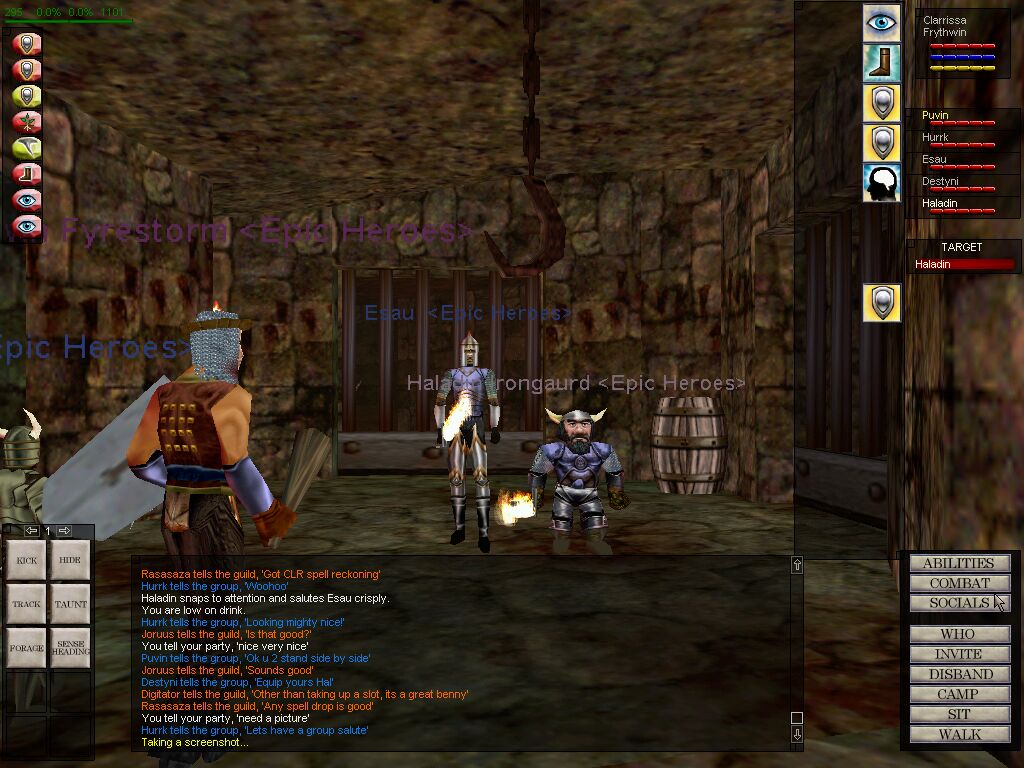 295 0.0% 0.0% 1101
Clarrissa
Frythwin
Puvin
Hurrk
Esau
Destyni
Haladin
TARGET
Haladin
Fyrestorm <Epic Heroes>
Esau <Epic Heroes>
Epic Heroes>
Haladin Irongaurd <Epic Heroes>
1
KICK HIDE
TRACK TAUNT
FORAGE SENSE HEADING
Rasasaza tells the guild, 'Got CLR spell reckoning'
Hurrk tells the group, 'Woohoo'
Haladin snaps to attention and salutes Esau crisply.
You are low on drink.
Hurrk tells the group, 'Looking mighty nice!'
Joruus tells the guild, 'Is that good?'
You tell your party, 'nice very nice'
Puvin tells the group, 'Ok u 2 stand side by side'
Joruus tells the guild, 'Sounds good'
Destyni tells the group, 'Equip yours Hal'
Digitator tells the guild, 'Other than taking up a slot, its a great benny'
Rasasaza tells the guild, 'Any spell drop is good'
You tell your party, 'need a picture'
Hurrk tells the group, 'Lets have a group salute'
Taking a screenshot...
ABILITIES
COMBAT
SOCIALS
WHO
INVITE
DISBAND
CAMP
SIT
WALK